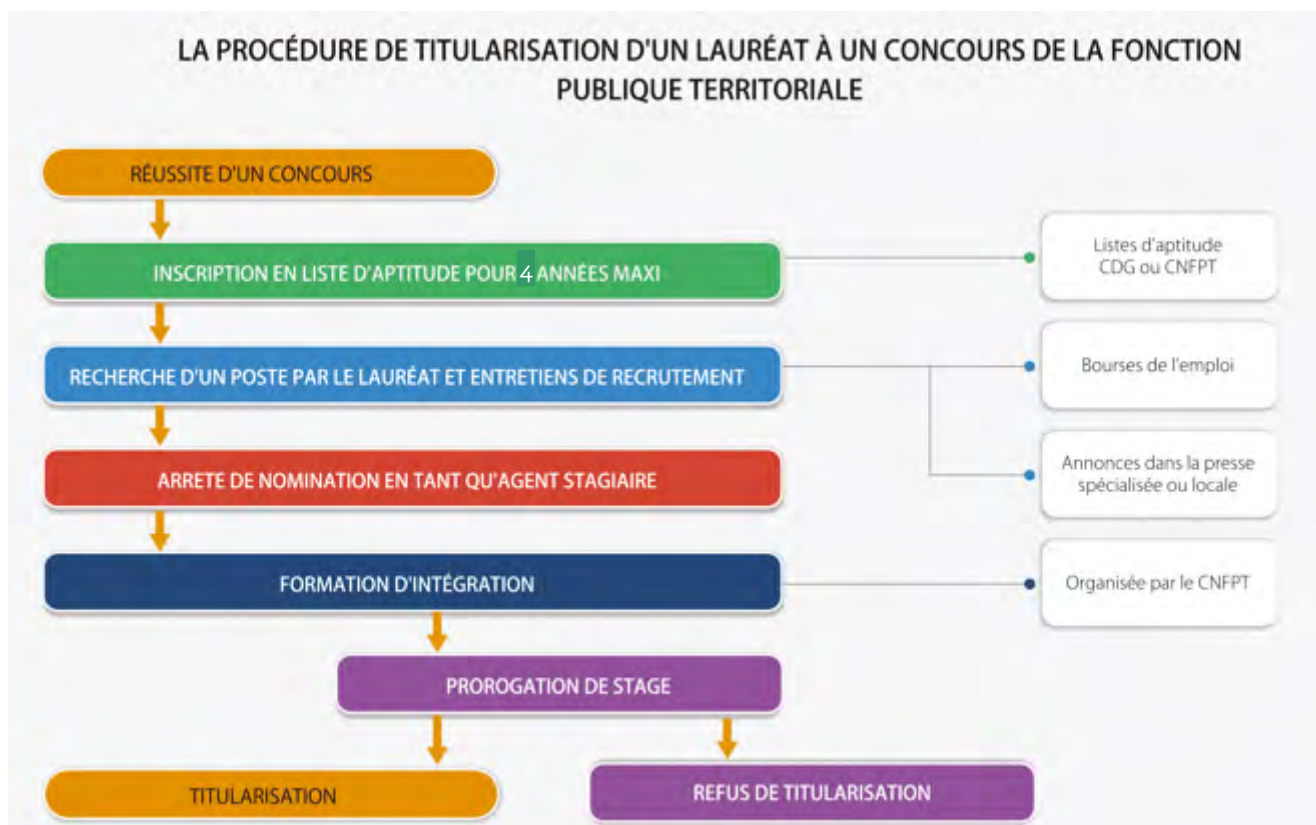 LA PROCÉDURE DE TITULARISATION D'UN LAURÉAT À UN CONCOURS DE LA FONCTION
PUBLIQUE TERRITORIALE
RÉUSSITE D'UN CONCOURS
INSCRIPTION EN LISTE D'APTITUDE POUR 4 ANNÉES MAXI
Listes d'aptitude
CDG ou CNFPT
RECHERCHE D'UN POSTE PAR LE LAURÉAT ET ENTRETIENS DE RECRUTEMENT
Bourses de l'emploi
Annonces dans la presse
spécialisée ou locale
ARRETE DE NOMINATION EN TANT QU'AGENT STAGIAIRE
FORMATION D'INTÉGRATION
Organisée par le CNFPT
PROROGATION DE STAGE
TITULARISATION
REFUS DE TITULARISATION